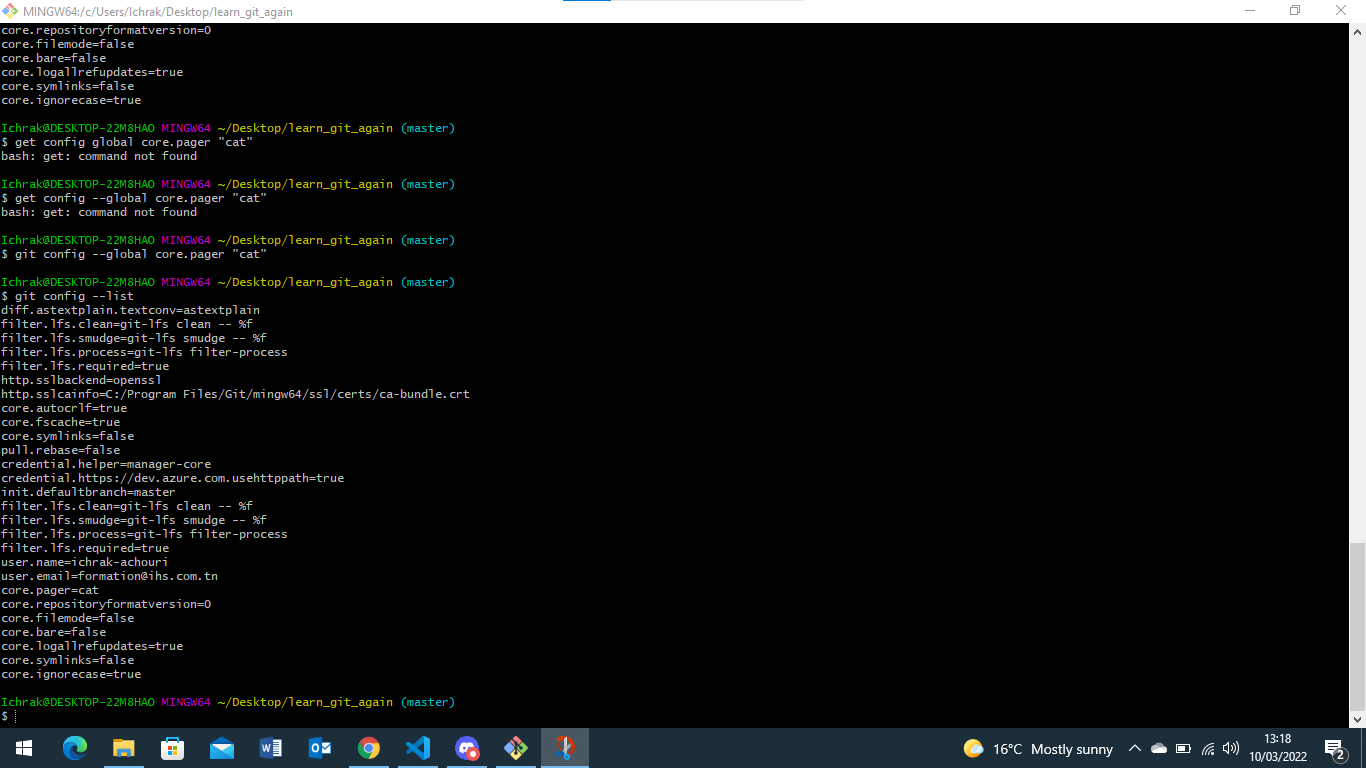 MINGW64:/c/Users/Ichrak/Desktop/learn_git_again
core.repositoryformatversion=0
core.filemode=false
core.bare=false
core.logallrefupdates=true
core.symlinks=false
core.ignorecase=true
Ichrak@DESKTOP-22M8HAO MINGW64 ~/Desktop/learn_git_again (master)
$ get config global core.pager "cat"
bash: get: command not found
Ichrak@DESKTOP-22M8HAO MINGW64 ~/Desktop/learn_git_again (master)
$ get config --global core.pager "cat"
bash: get: command not found
Ichrak@DESKTOP-22M8HAO MINGW64 ~/Desktop/learn_git_again (master)
$ git config --global core.pager "cat"
Ichrak@DESKTOP-22M8HAO MINGW64 ~/Desktop/learn_git_again (master)
$ git config --list
diff.astextplain.textconv=astextplain
filter.lfs.clean=git-lfs clean -- %f
filter.lfs.smudge=git-lfs smudge -- %f
filter.lfs.process=git-lfs filter-process
filter.lfs.required=true
http.sslbackend=openssl
http.sslcainfo=C:/Program Files/Git/mingw64/ssl/certs/ca-bundle.crt
core.autocrlf=true
core.fscache=true
core.symlinks=false
pull.rebase=false
credential.helper=manager-core
credential.https://dev.azure.com.usehttppath=true
init.defaultbranch=master
filter.lfs.clean=git-lfs clean -- %f
filter.lfs.smudge=git-lfs smudge -- %f
filter.lfs.process=git-lfs filter-process
filter.lfs.required=true
user.name=ichrak-achouri
user.email=formation@ihs.com.tn
core.pager=cat
core.repositoryformatversion=0
core.filemode=false
core.bare=false
core.logallrefupdates=true
core.symlinks=false
core.ignorecase=true
Ichrak@DESKTOP-22M8HAO MINGW64 ~/Desktop/learn_git_again (master)
$
16°C Mostly sunny
13:18
10/03/2022
2